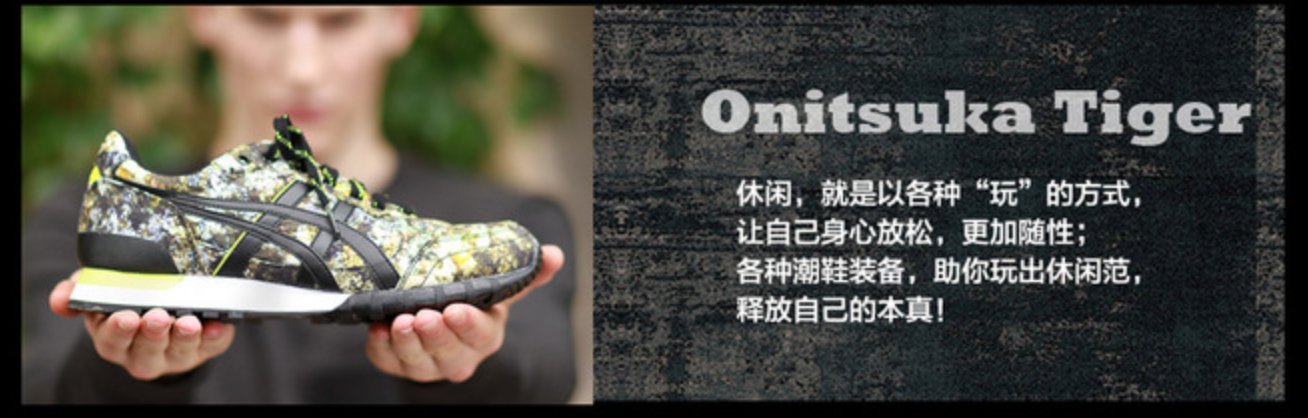 Onitsuka Tiger
休闲，就是以各种“玩”的方式，
让自己身心放松，更加随性；
各种潮鞋装备，助你玩出休闲范，
释放自己的本真！